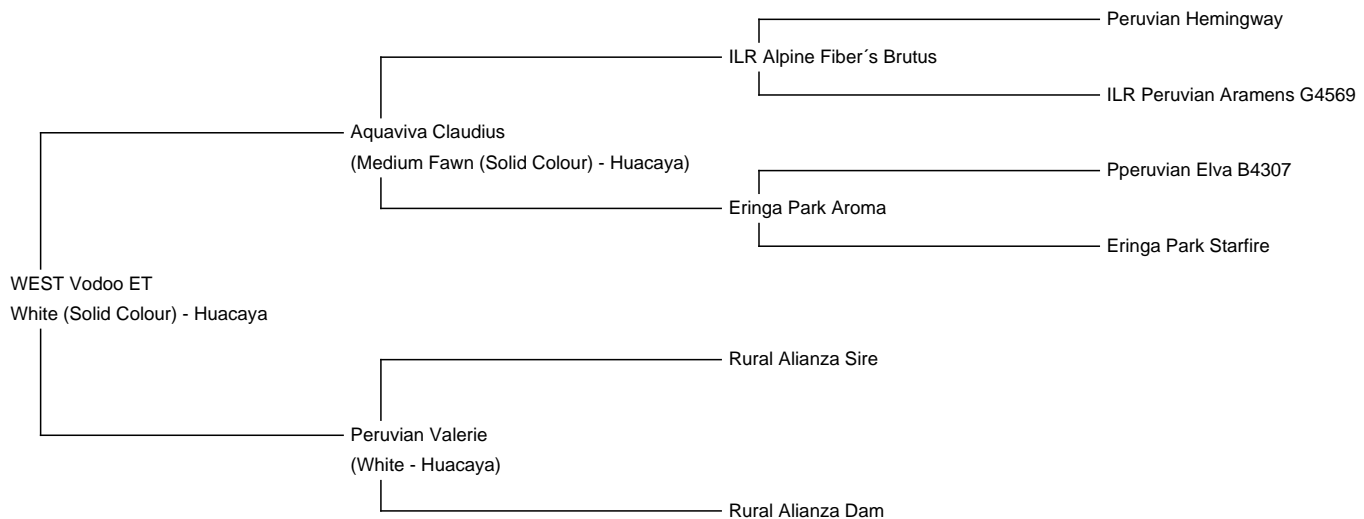 Peruvian Hemingway
ILR Alpine Fiber´s Brutus
ILR Peruvian Aramens G4569
Aquaviva Claudius
(Medium Fawn (Solid Colour) - Huacaya)
Pperuvian Elva B4307
Eringa Park Aroma
Eringa Park Starfire
WEST Vodoo ET
White (Solid Colour) - Huacaya
Rural Alianza Sire
Peruvian Valerie
(White - Huacaya)
Rural Alianza Dam